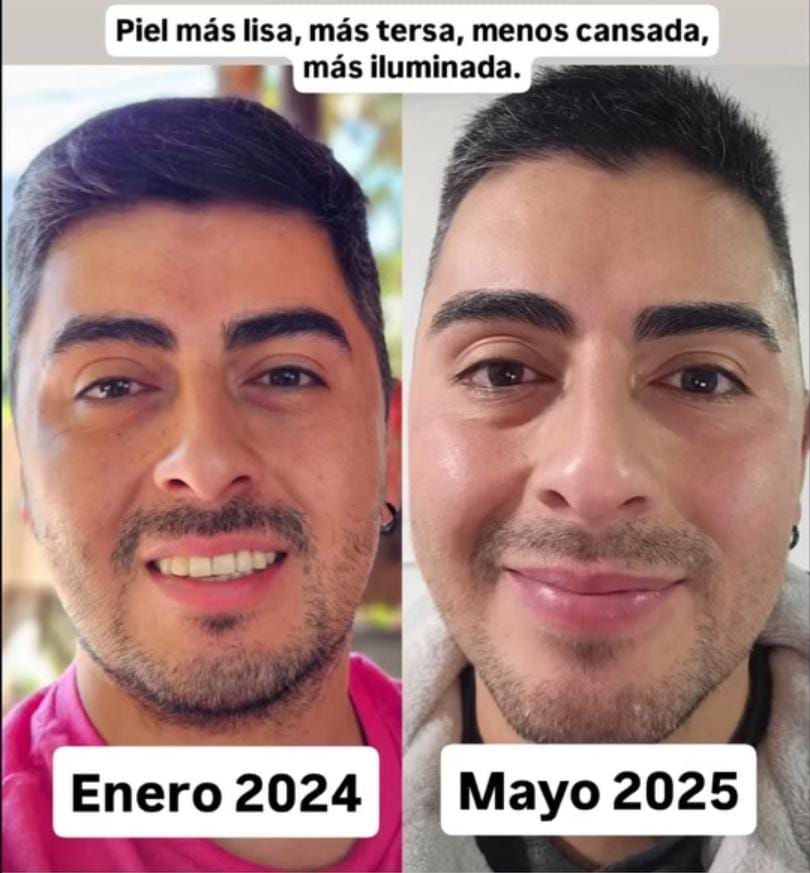 Piel más lisa, más tersa, menos cansada,
más iluminada.
Enero 2024
Mayo 2025